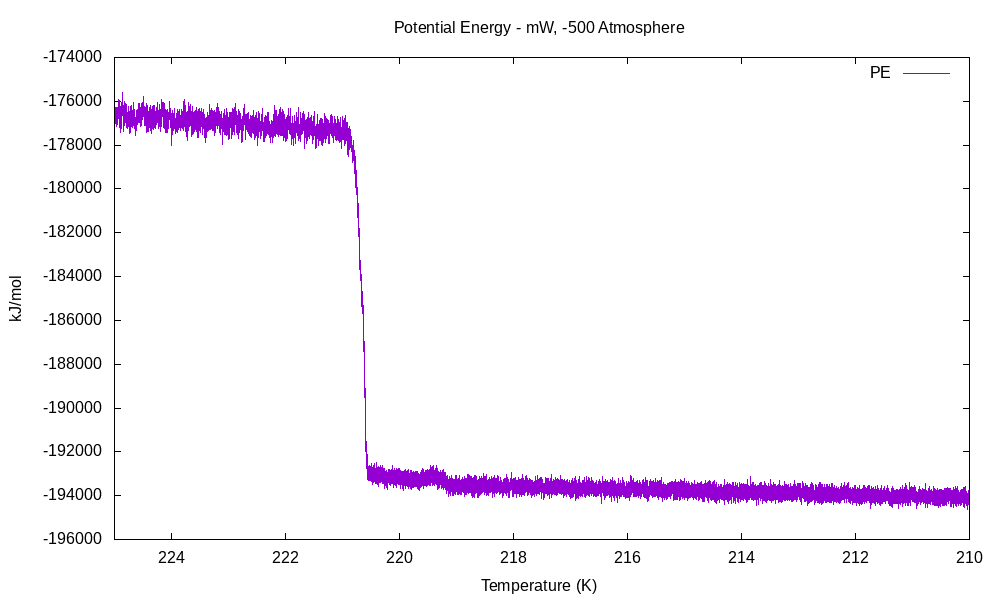 Potential Energy - mW, -500 Atmosphere
PE
-174000
-176000
-178000
-180000
-182000
-184000
-186000
-188000
-190000
-192000
-194000
-196000
kJ/mol
224 222 220 218 216 214 212 210
Temperature (K)